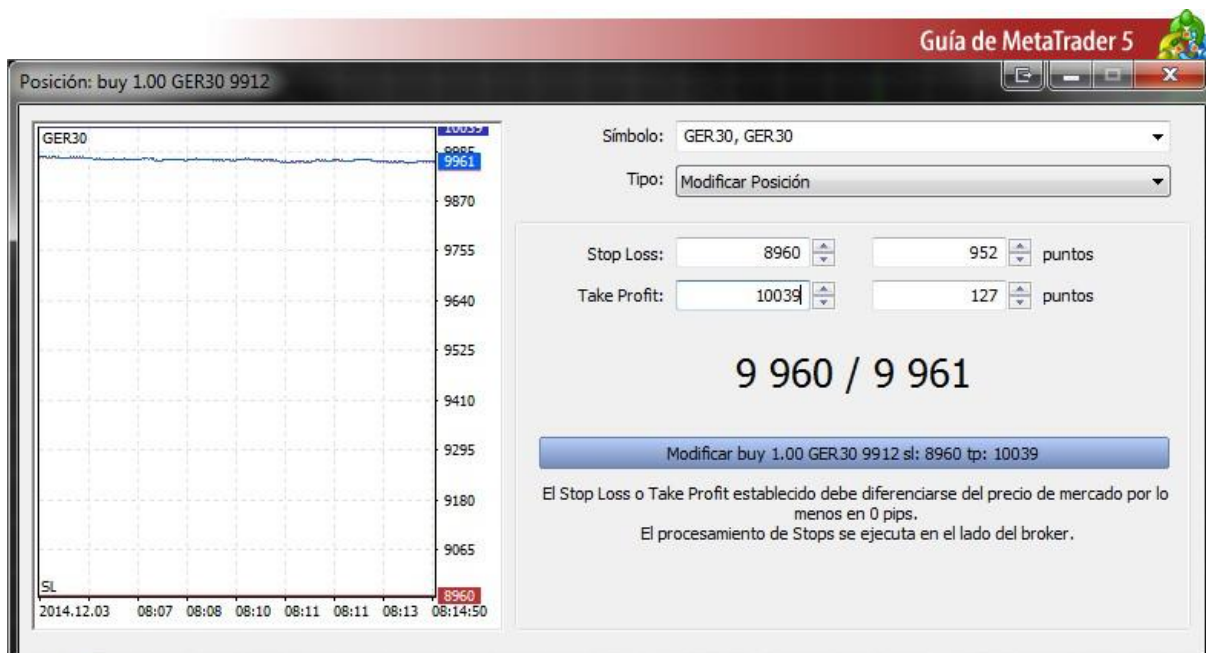 Guía de MetaTrader 5
Posición: buy 1.00 GER30 9912
GER30
10039
9985
9961
9870
9755
9640
9525
9410
9295
9180
9065
SL
8960
2014.12.03 08:07 08:08 08:10 08:11 08:11 08:13 08:14:50
Símbolo: GER30, GER30
Tipo: Modificar Posición
Stop Loss: 8960 952 puntos
Take Profit: 10039 127 puntos
9 960 / 9 961
Modificar buy 1.00 GER30 9912 sl: 8960 tp: 10039
El Stop Loss o Take Profit establecido debe diferenciarse del precio de mercado por lo
menos en 0 pips.
El procesamiento de Stops se ejecuta en el lado del broker.